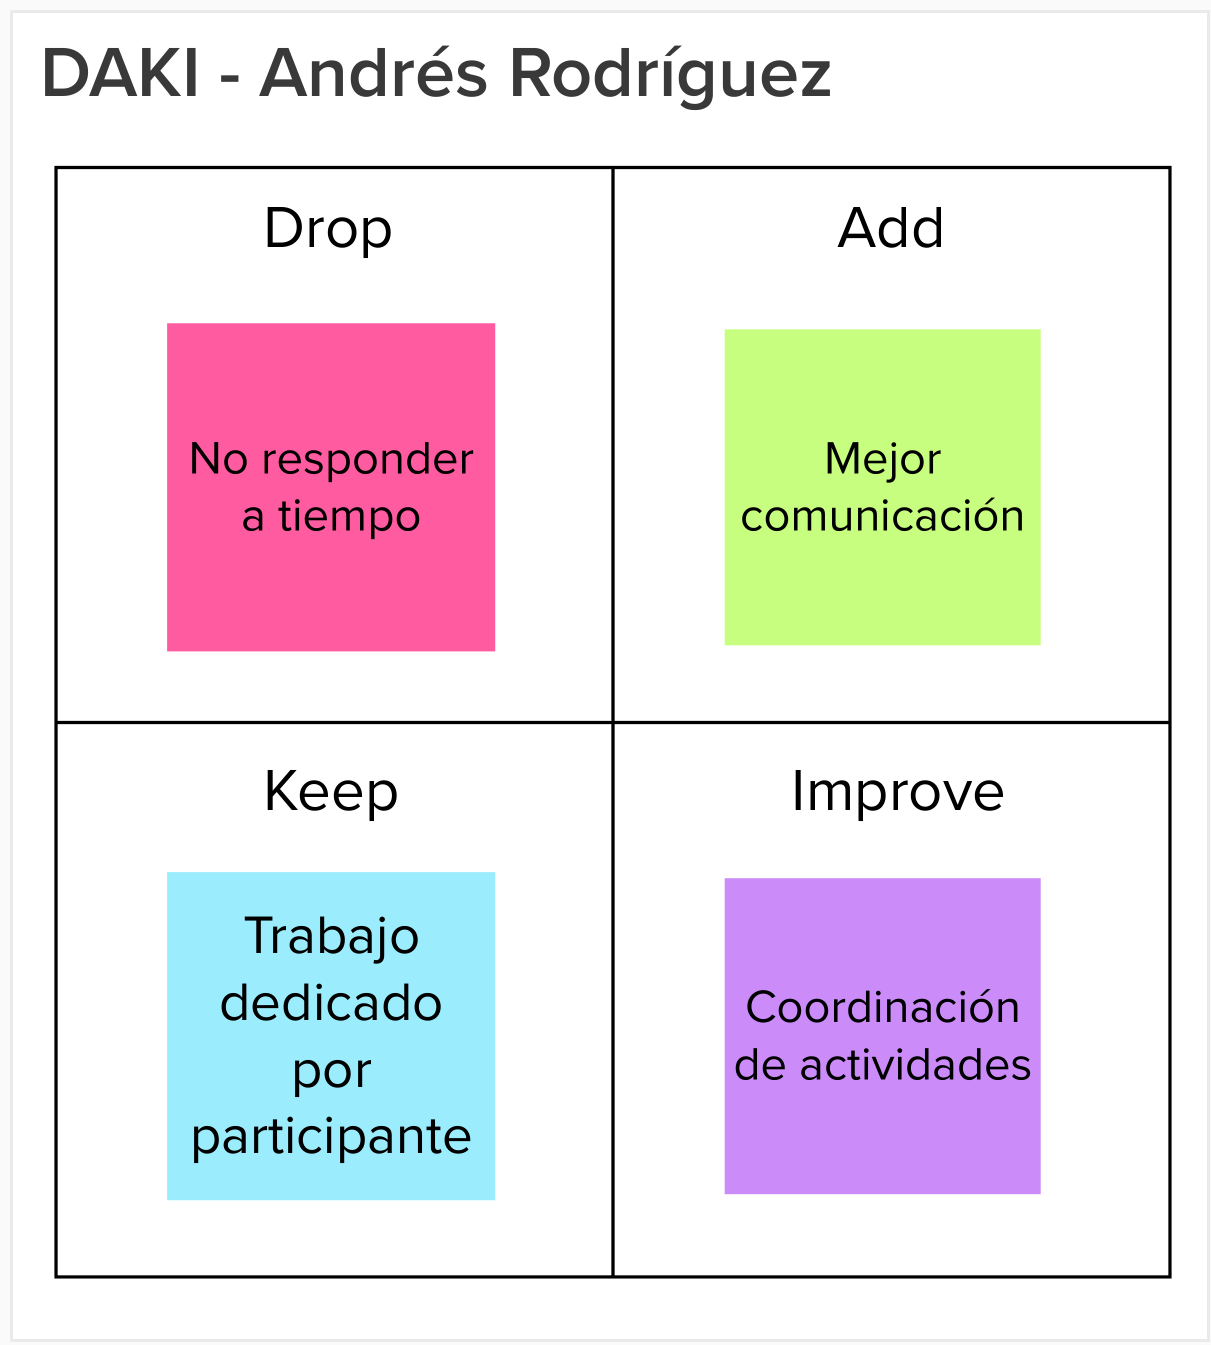 DAKI - Andrés Rodríguez
Drop
No responder
a tiempo
Add
Mejor
comunicación
Keep
Trabajo
dedicado
por
participante
Improve
Coordinación
de actividades